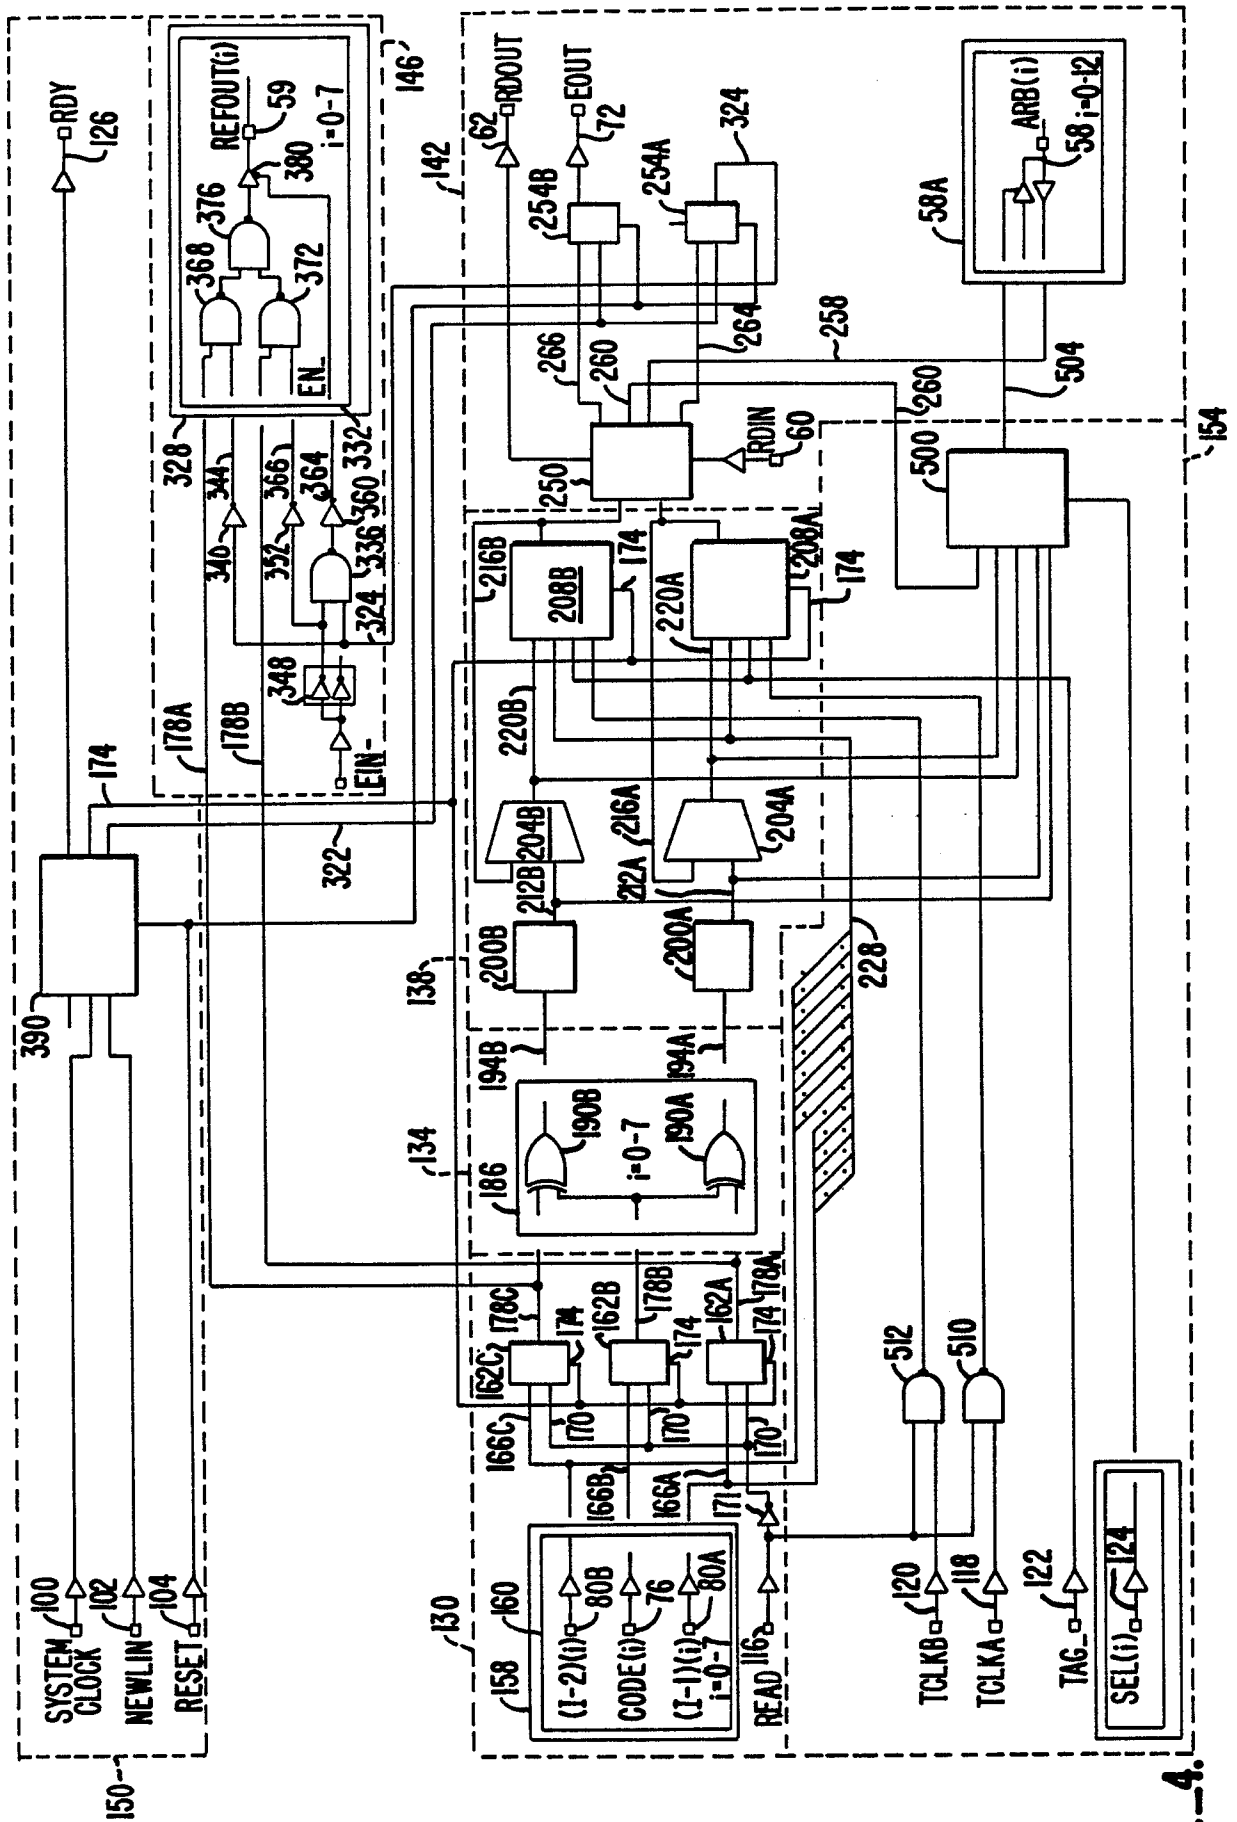 RDY
126
REFOUT(i)
59
i=0-7
380
376
368
372
EN_
146
328
332
344
366
364
340
352
360
336
324
348
EIN-
178A
178B
174
322
390
SYSTEM
CLOCK
100
NEWLIN
102
RESET
104
150
142
62
RDOUT
EOUT
72
254B
254A
324
266
260
264
258
250
RDIN
60
58A
ARB(i)
58
i=0-12
504
260
500
154
216B
208B
174
208A
220A
174
220B
204B
212B
216A
204A
212A
138
200B
200A
228
194B
194A
134
186
190B
i=0-7
190A
178C
162C
174
162B
178B
174
162A
178A
174
166C
170
166B
170
166A
170
171
130
160
158
(I-2)(i)
80B
CODE(i)
76
(I-1)(i)
80A
i=0-7
READ
116
512
510
TCLKB
120
TCLKA
118
TAG_
122
SEL(i)
124
4.